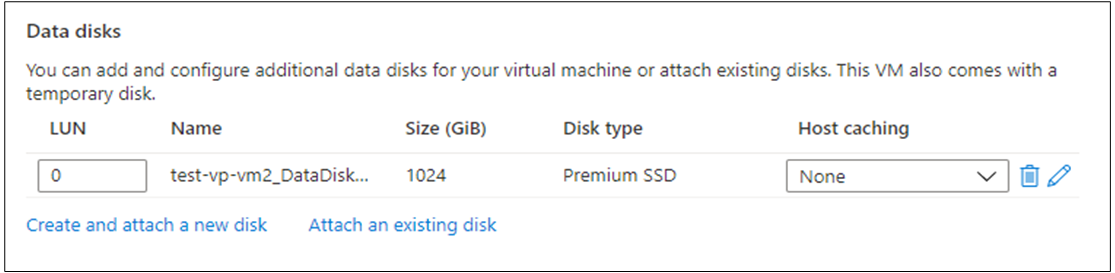 Data disks
You can add and configure additional data disks for your virtual machine or attach existing disks. This VM also comes with a
temporary disk.
LUN Name Size (GiB) Disk type Host caching
0 test-vp-vm2_DataDisk... 1024 Premium SSD None
Create and attach a new disk Attach an existing disk